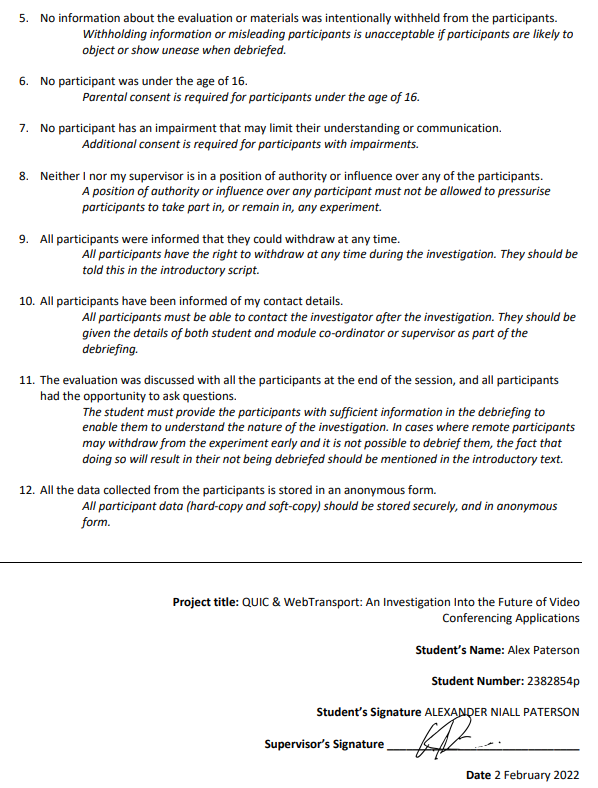 5. No information about the evaluation or materials was intentionally withheld from the participants.
Withholding information or misleading participants is unacceptable if participants are likely to
object or show unease when debriefed.
6. No participant was under the age of 16.
Parental consent is required for participants under the age of 16.
7. No participant has an impairment that may limit their understanding or communication.
Additional consent is required for participants with impairments.
8. Neither I nor my supervisor is in a position of authority or influence over any of the participants.
A position of authority or influence over any participant must not be allowed to pressurise
participants to take part in, or remain in, any experiment.
9. All participants were informed that they could withdraw at any time.
All participants have the right to withdraw at any time during the investigation. They should be
told this in the introductory script.
10. All participants have been informed of my contact details.
All participants must be able to contact the investigator after the investigation. They should be
given the details of both student and module co-ordinator or supervisor as part of the
debriefing.
11. The evaluation was discussed with all the participants at the end of the session, and all participants
had the opportunity to ask questions.
The student must provide the participants with sufficient information in the debriefing to
enable them to understand the nature of the investigation. In cases where remote participants
may withdraw from the experiment early and it is not possible to debrief them, the fact that
doing so will result in their not being debriefed should be mentioned in the introductory text.
12. All the data collected from the participants is stored in an anonymous form.
All participant data (hard-copy and soft-copy) should be stored securely, and in anonymous
form.
Project title: QUIC & WebTransport: An Investigation Into the Future of Video
Conferencing Applications
Student's Name: Alex Paterson
Student Number: 2382854p
Student's Signature ALEXANDER NIALL PATERSON
Supervisor's Signature
Date 2 February 2022